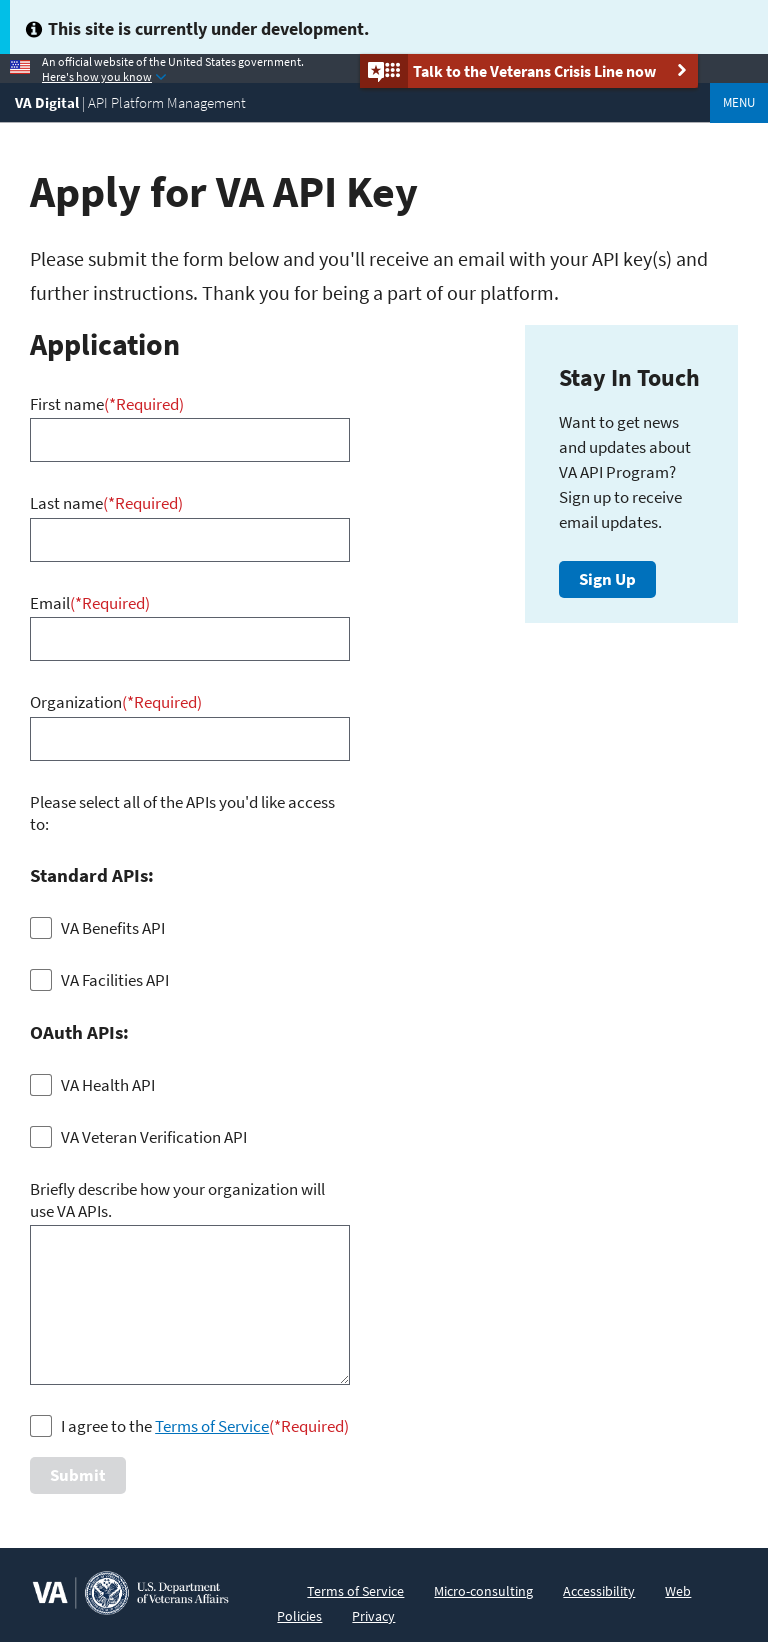 This site is currently under development.
An official website of the United States government.
Here's how you know
Talk to the Veterans Crisis Line now
VA Digital | API Platform Management
MENU
Apply for VA API Key
Please submit the form below and you'll receive an email with your API key(s) and
further instructions. Thank you for being a part of our platform.
Application
First name(*Required)
Last name(*Required)
Email(*Required)
Organization(*Required)
Please select all of the APIs you'd like access
to:
Standard APIs:
VA Benefits API
VA Facilities API
OAuth APIs:
VA Health API
VA Veteran Verification API
Briefly describe how your organization will
use VA APIs.
I agree to the Terms of Service(*Required)
Submit
Stay In Touch
Want to get news
and updates about
VA API Program?
Sign up to receive
email updates.
Sign Up
VA
U.S. Department
of Veterans Affairs
Terms of Service Micro-consulting Accessibility Web
Policies Privacy